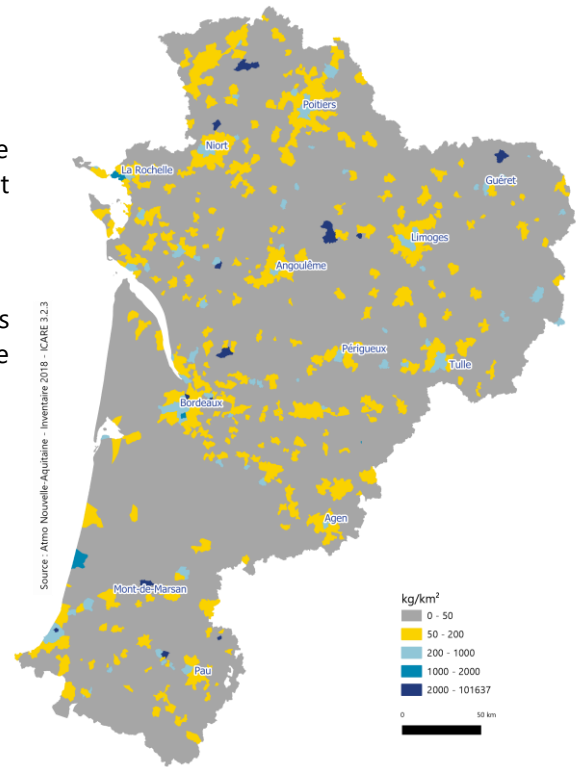 e
t
s
e
Source : Atmo Nouvelle-Aquitaine - Inventaire 2018 - ICARE 3.2.3
Poitiers
Niort
La Rochelle
Guéret
Limoges
Angoulême
Périgueux
Tulle
Bordeaux
Agen
Mont-de-Marsan
Pau
kg/km²
0 - 50
50 - 200
200 - 1000
1000 - 2000
2000 - 101637
0 50 km